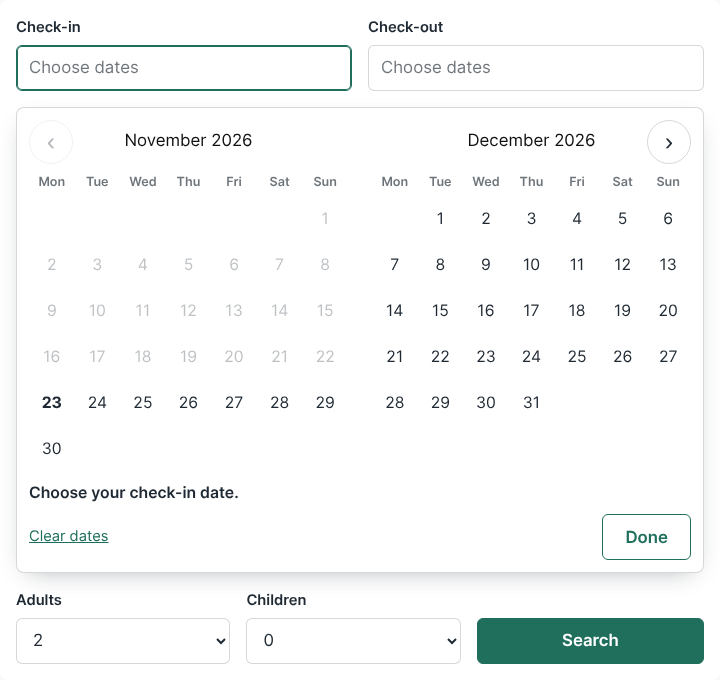 Check-in
Check-out
Choose dates
Choose dates
November 2026
Mon Tue Wed Thu Fri Sat Sun
1
2 3 4 5 6 7 8
9 10 11 12 13 14 15
16 17 18 19 20 21 22
23 24 25 26 27 28 29
30
December 2026
Mon Tue Wed Thu Fri Sat Sun
1 2 3 4 5 6
7 8 9 10 11 12 13
14 15 16 17 18 19 20
21 22 23 24 25 26 27
28 29 30 31
Choose your check-in date.
Clear dates
Done
Adults
Children
2
0
Search